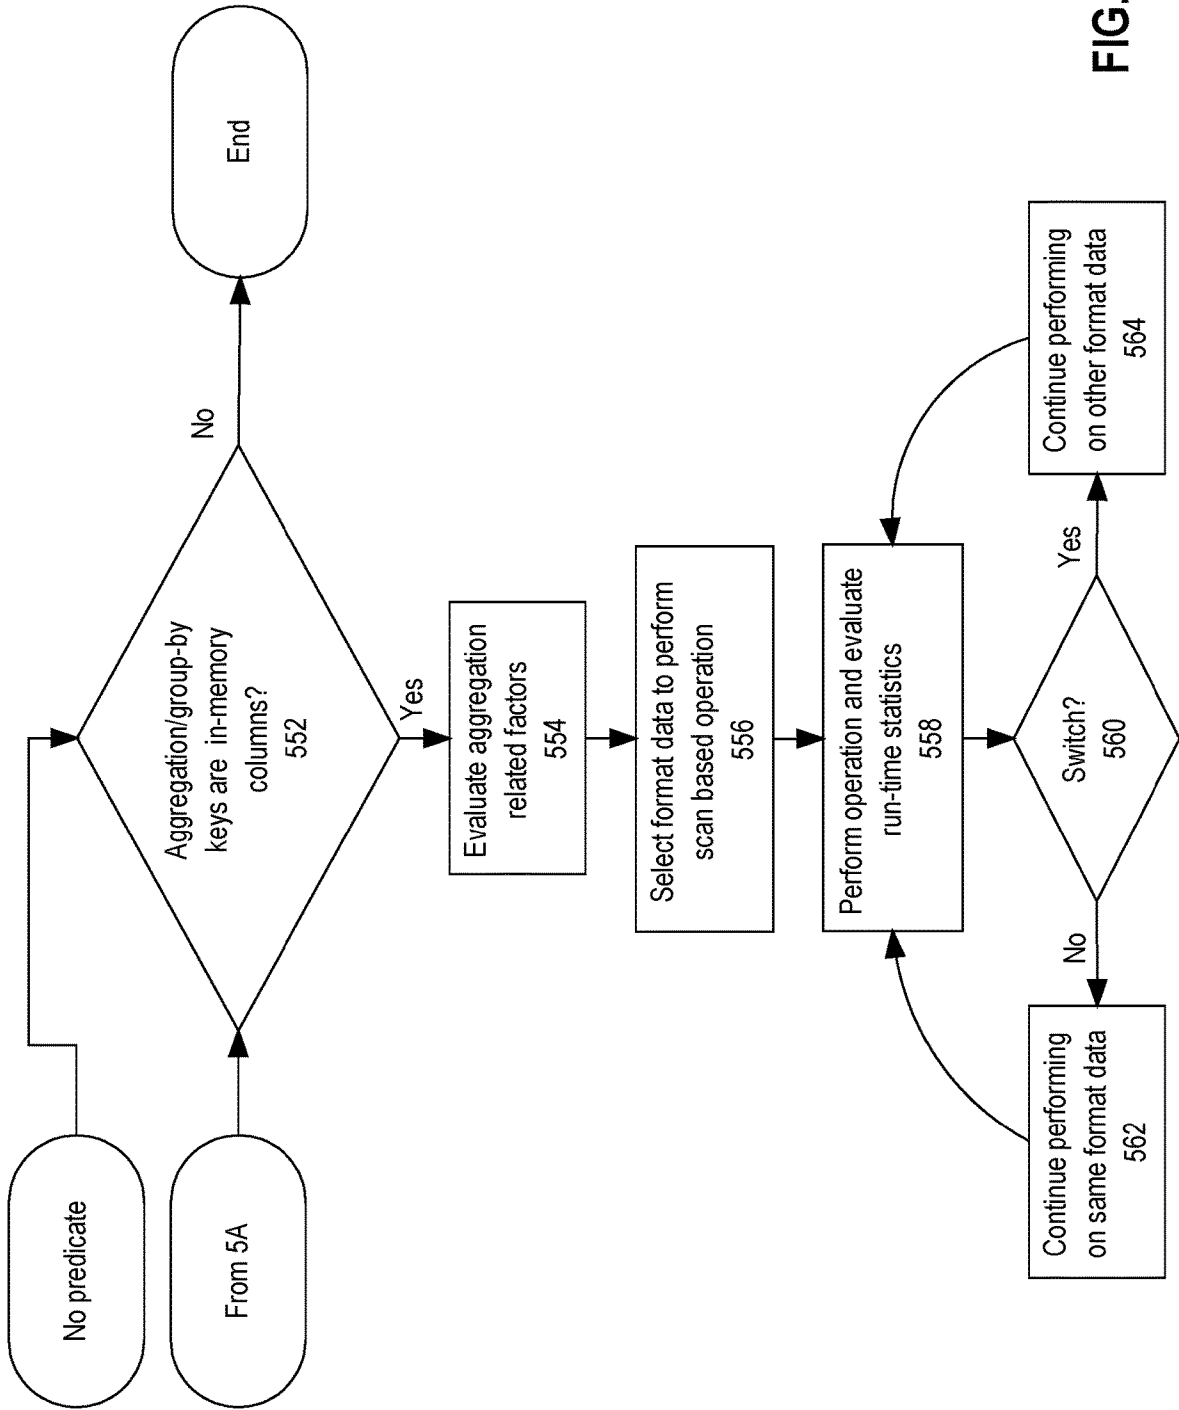 No predicate
From 5A
Aggregation/group-by
keys are in-memory
columns?
552
No
End
Yes
Evaluate aggregation
related factors
554
Select format data to perform
scan based operation
556
Perform operation and evaluate
run-time statistics
558
Switch?
560
No
Yes
Continue performing
on same format data
562
Continue performing
on other format data
564
FIG.